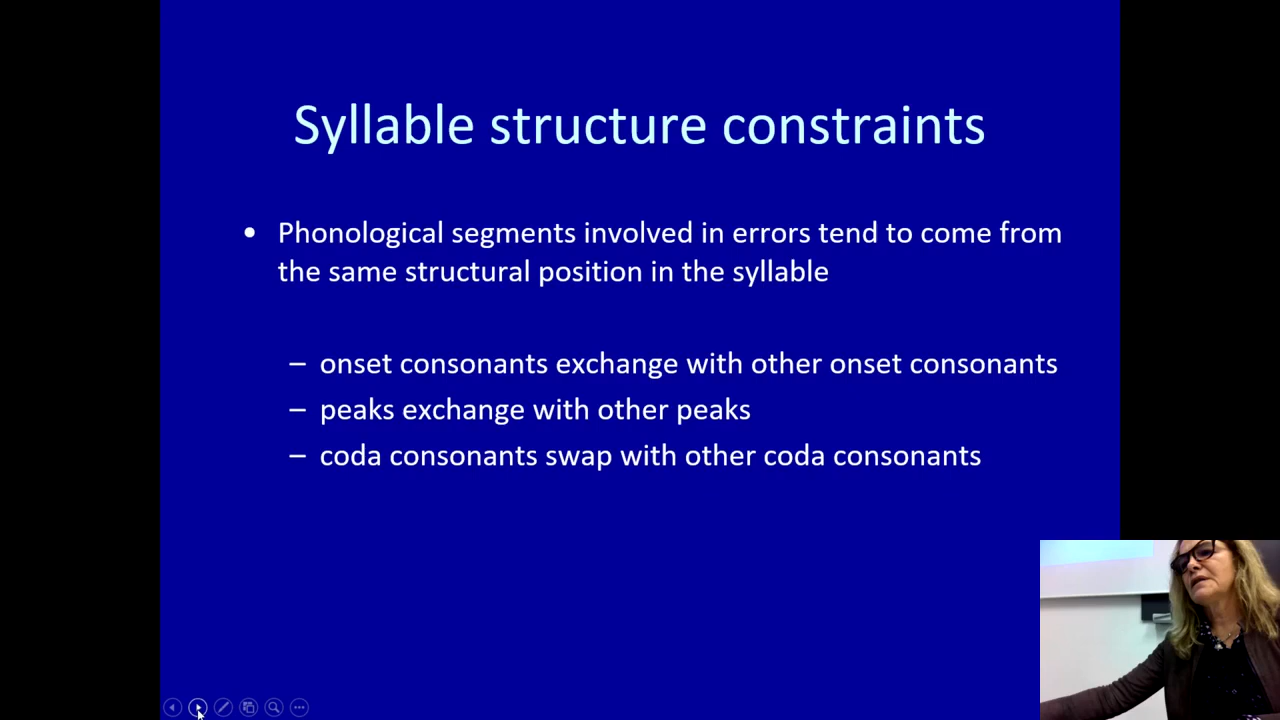 Syllable structure constraints
• Phonological segments involved in errors tend to come from
the same structural position in the syllable
– onset consonants exchange with other onset consonants
– peaks exchange with other peaks
– coda consonants swap with other coda consonants